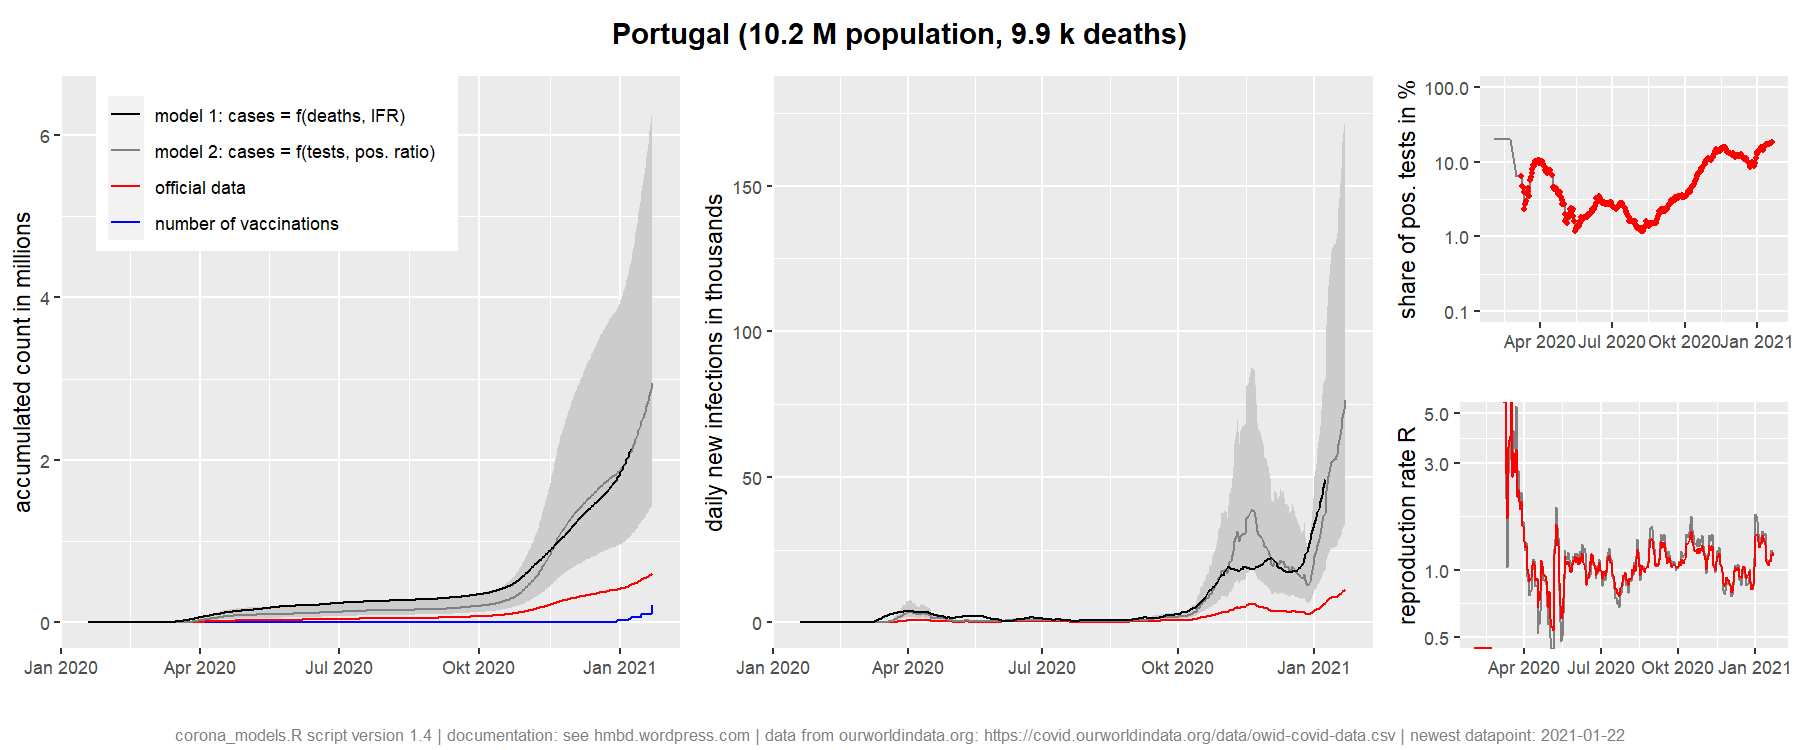 Portugal (10.2 M population, 9.9 k deaths)
accumulated count in millions
6
4
2
0
model 1: cases = f(deaths, IFR)
model 2: cases = f(tests, pos. ratio)
official data
number of vaccinations
Jan 2020 Apr 2020 Jul 2020 Okt 2020 Jan 2021
daily new infections in thousands
150
100
50
0
Jan 2020 Apr 2020 Jul 2020 Okt 2020 Jan 2021
share of pos. tests in %
100.0
10.0
1.0
0.1
Apr 2020 Jul 2020 Okt 2020 Jan 2021
reproduction rate R
5.0
3.0
1.0
0.5
Apr 2020 Jul 2020 Okt 2020 Jan 2021
corona_models.R script version 1.4 | documentation: see hmbd.wordpress.com | data from ourworldindata.org: https://covid.ourworldindata.org/data/owid-covid-data.csv | newest datapoint: 2021-01-22